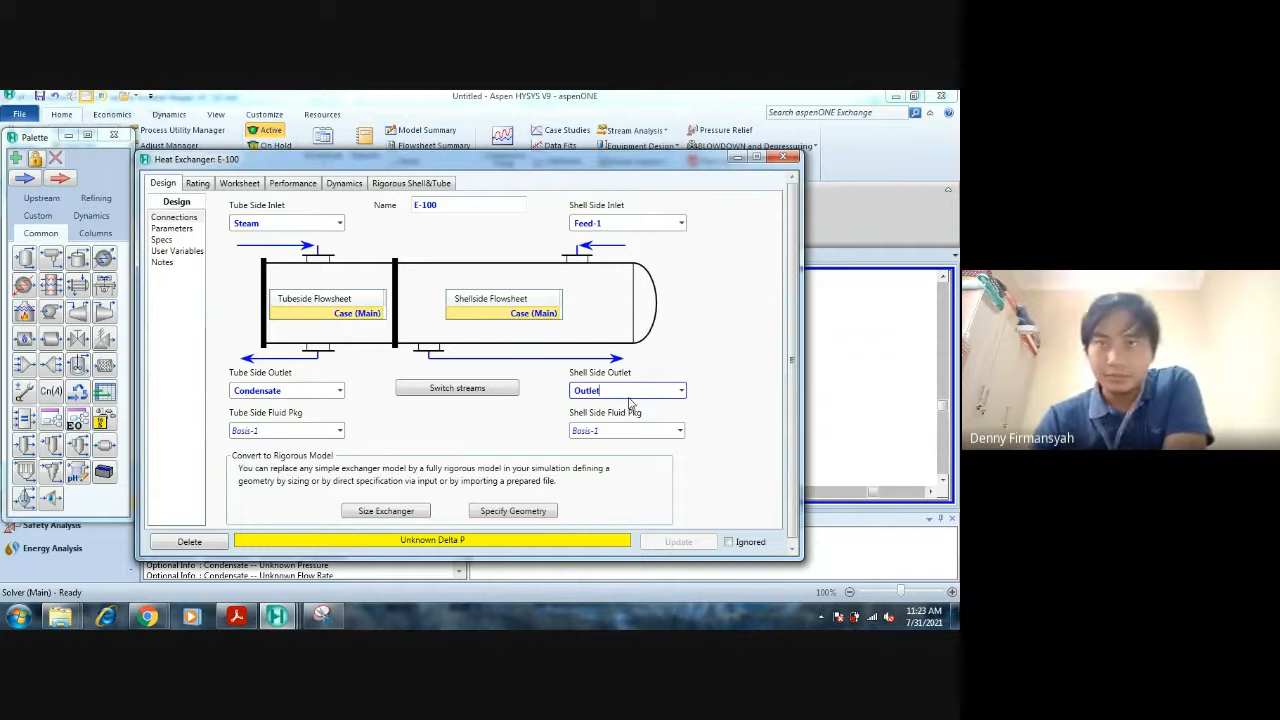 Untitled - Aspen HYSYS V9 - aspenONE
File Home Economics Dynamics View Customize Resources
Search aspenONE Exchange
Process Utility Manager Active Model Summary Case Studies Stream Analysis Pressure Relief
Adjust Manager On Hold Flowsheet Summary Data Fits Equipment Design BLOWDOWN and Depressuring
Palette
Upstream Refining
Custom Dynamics
Common Columns
Cn(A)
EO
pH
Safety Analysis
Energy Analysis
Heat Exchanger: E-100
Design Rating Worksheet Performance Dynamics Rigorous Shell&Tube
Design
Connections
Parameters
Specs
User Variables
Notes
Tube Side Inlet Name E-100 Shell Side Inlet
Steam Feed-1
Tubeside Flowsheet Shellside Flowsheet
Case (Main) Case (Main)
Tube Side Outlet Shell Side Outlet
Condensate Switch streams Outlet
Tube Side Fluid Pkg Shell Side Fluid Pkg
Basis-1 Basis-1
Convert to Rigorous Model
You can replace any simple exchanger model by a fully rigorous model in your simulation defining a
geometry by sizing or by direct specification via input or by importing a prepared file.
Size Exchanger Specify Geometry
Delete Unknown Delta P Update Ignored
Optional Info : Condensate -- Unknown Pressure
Optional Info : Condensate -- Unknown Flow Rate
Solver (Main) - Ready 100%
11:23 AM
7/31/2021
Denny Firmansyah